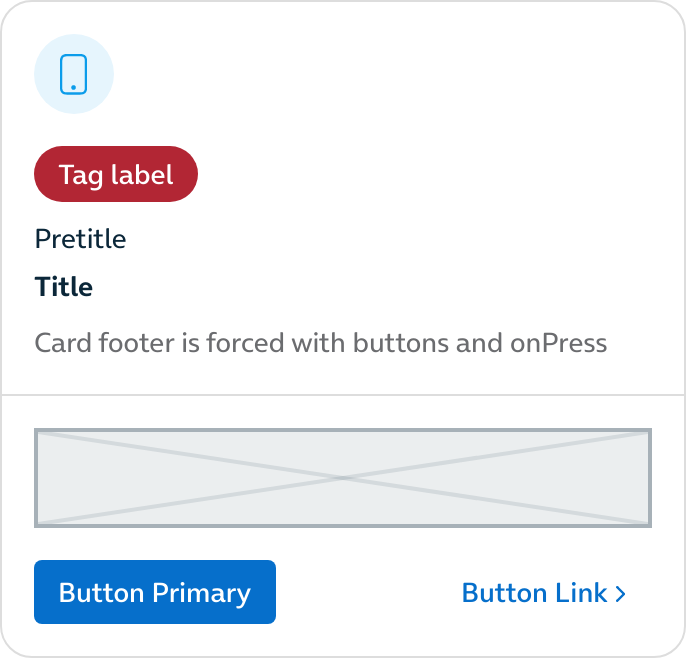 Tag label
Pretitle
Title
Card footer is forced with buttons and onPress
Button Primary
Button Link